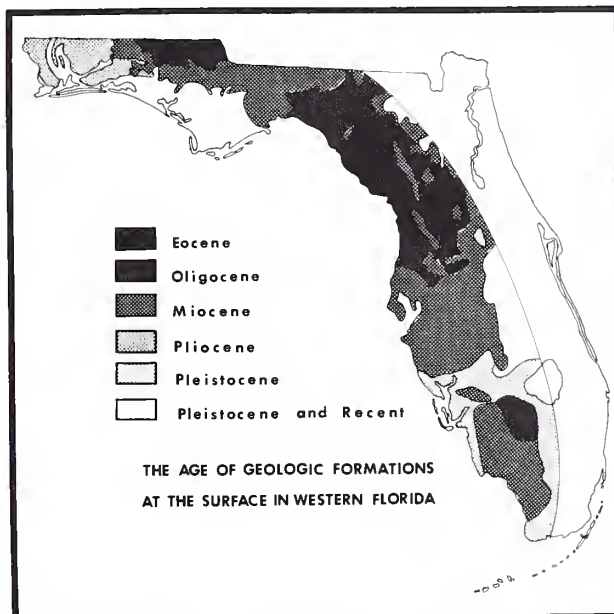 Eocene
Oligocene
Miocene
Pliocene
Pleistocene
Pleistocene and Recent
THE AGE OF GEOLOGIC FORMATIONS
AT THE SURFACE IN WESTERN FLORIDA